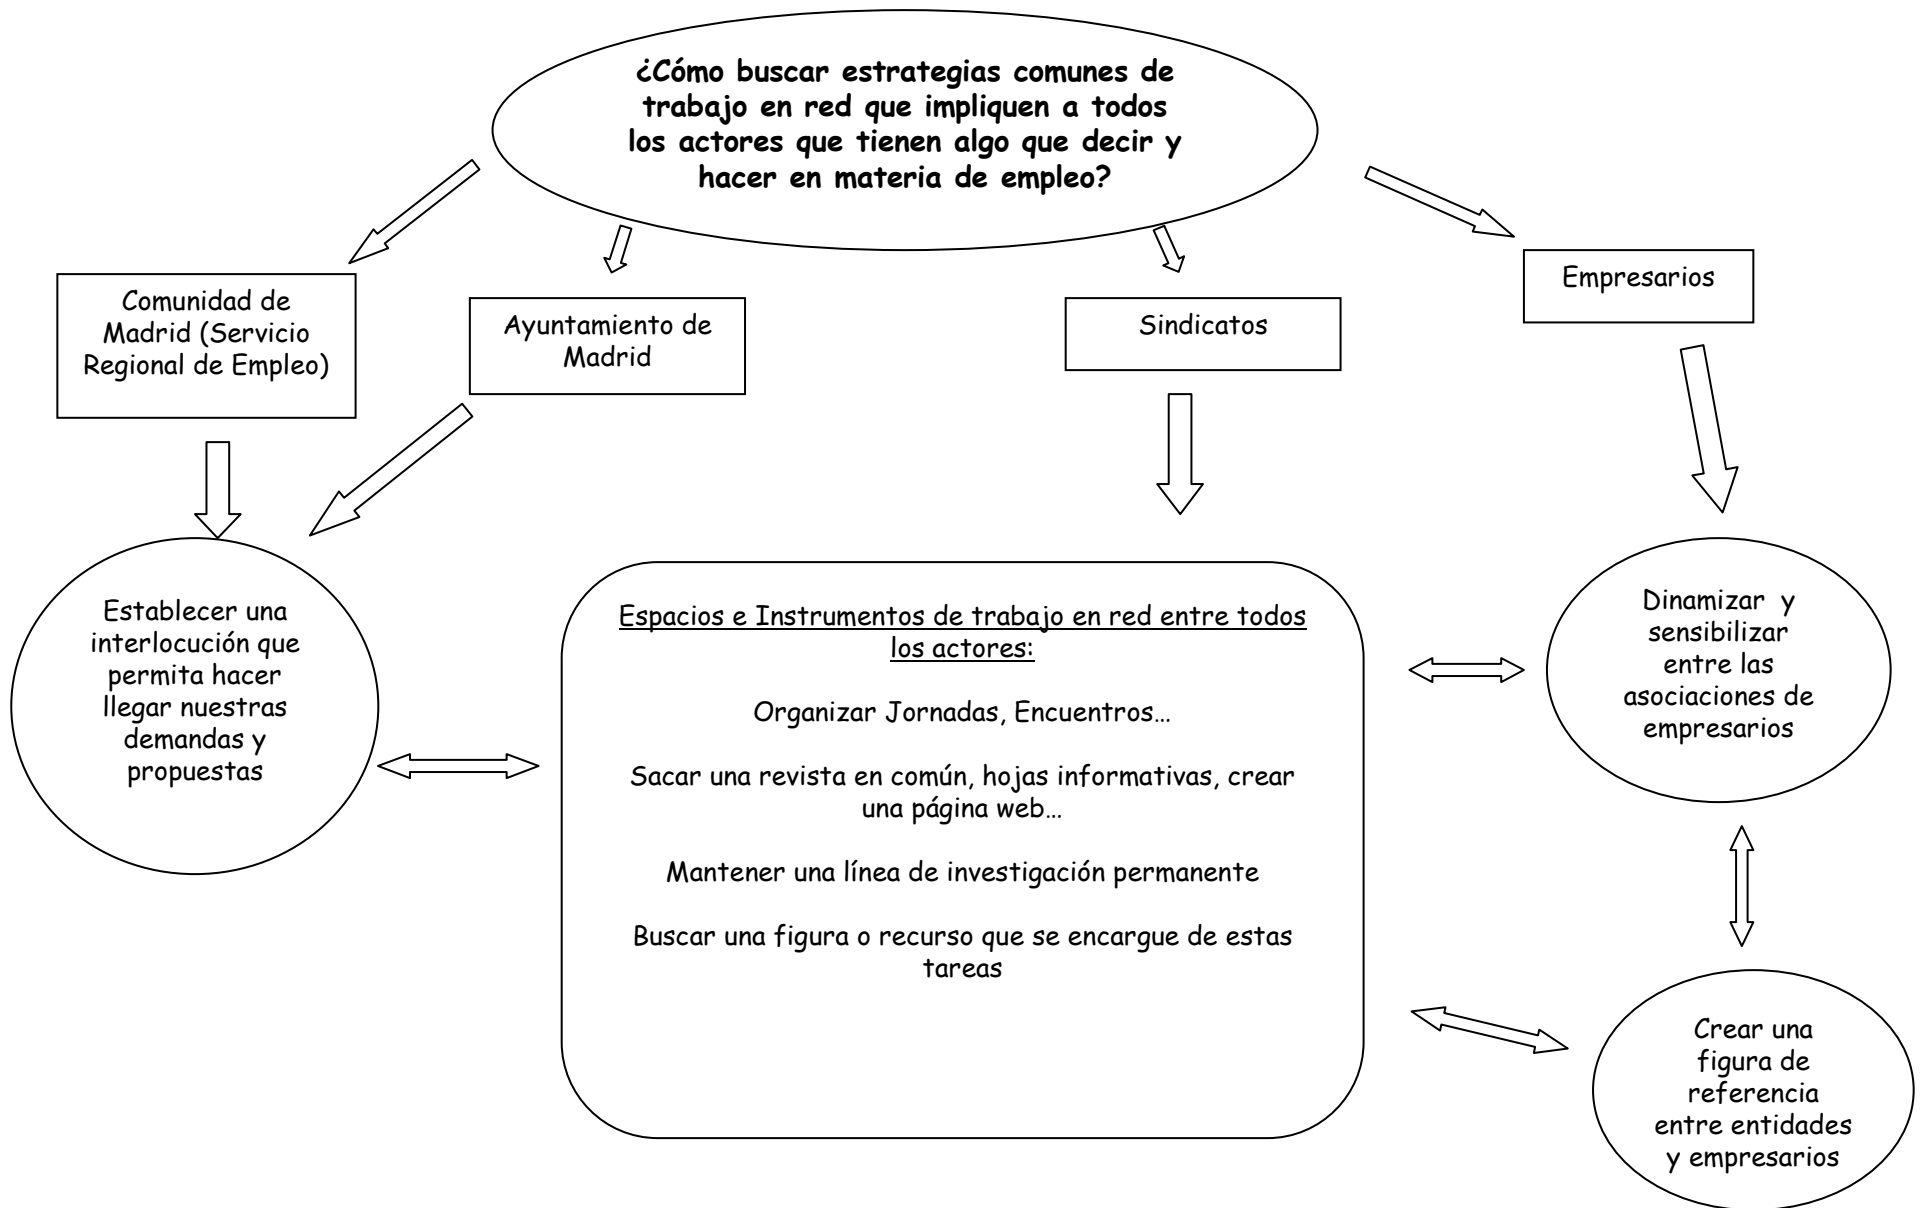 ¿Cómo buscar estrategias comunes de
trabajo en red que impliquen a todos
los actores que tienen algo que decir y
hacer en materia de empleo?
Comunidad de
Madrid (Servicio
Regional de Empleo)
Ayuntamiento de
Madrid
Sindicatos
Empresarios
Establecer una
interlocución que
permita hacer
llegar nuestras
demandas y
propuestas
Espacios e Instrumentos de trabajo en red entre todos
los actores:
Organizar Jornadas, Encuentros…
Sacar una revista en común, hojas informativas, crear
una página web…
Mantener una línea de investigación permanente
Buscar una figura o recurso que se encargue de estas
tareas
Dinamizar y
sensibilizar
entre las
asociaciones de
empresarios
Crear una
figura de
referencia
entre entidades
y empresarios